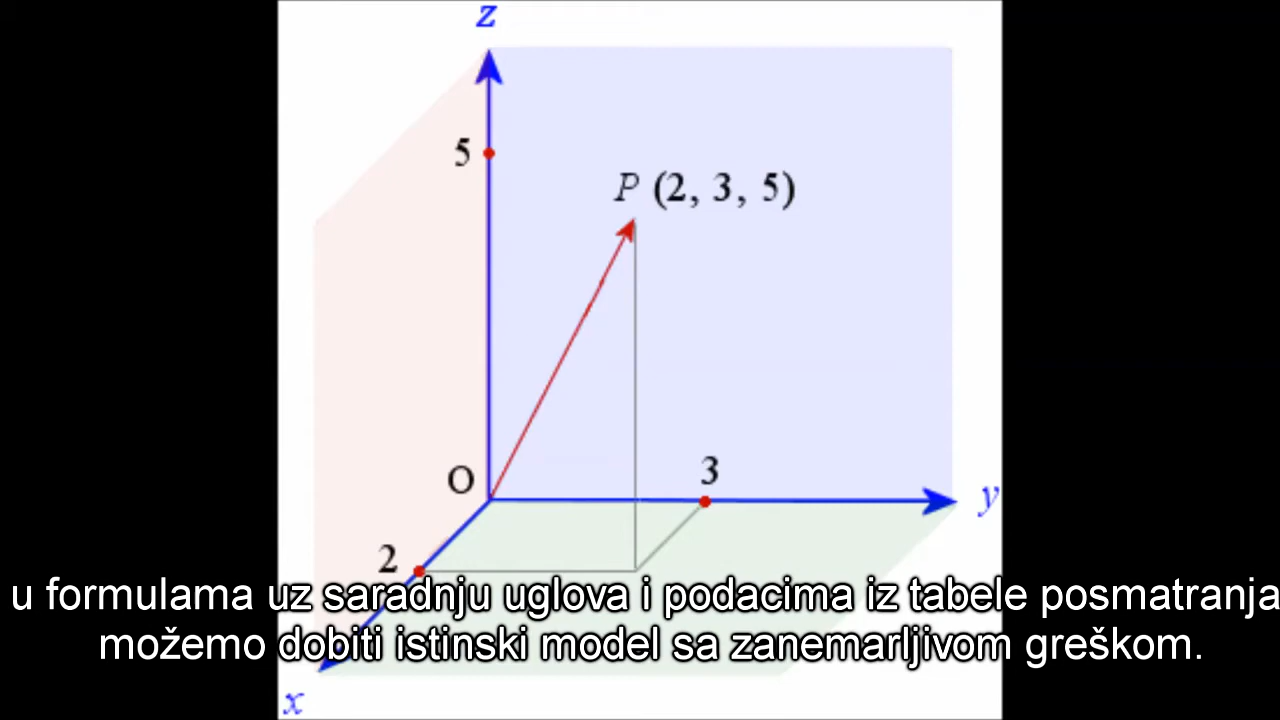 z
5
P (2, 3, 5)
O
3
y
2
u formulama uz saradnju uglova i podacima iz tabele posmatranja
možemo dobiti istinski model sa zanemarljivom greškom.
x